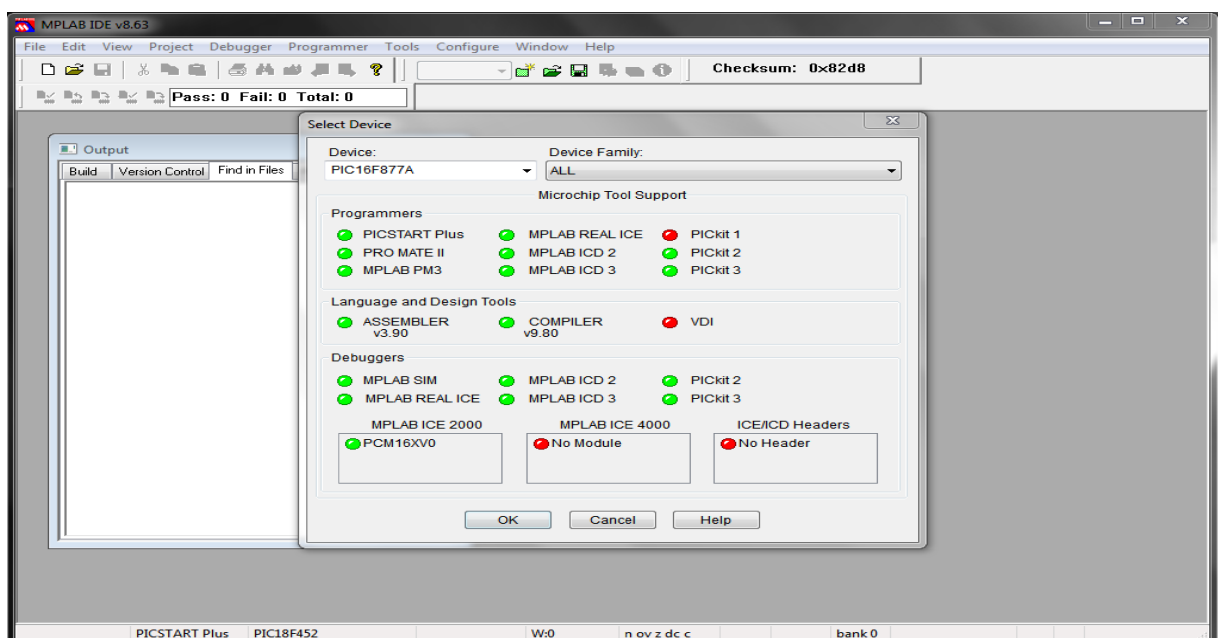 MPLAB IDE v8.63
File Edit View Project Debugger Programmer Tools Configure Window Help
Checksum: 0x82d8
Pass: 0 Fail: 0 Total: 0
Select Device
Output
Build Version Control Find in Files
Device: Device Family:
PIC16F877A ALL
Microchip Tool Support
Programmers
PICSTART Plus MPLAB REAL ICE PICkit 1
PRO MATE II MPLAB ICD 2 PICkit 2
MPLAB PM3 MPLAB ICD 3 PICkit 3
Language and Design Tools
ASSEMBLER COMPILER VDI
v3.90 v9.80
Debuggers
MPLAB SIM MPLAB ICD 2 PICkit 2
MPLAB REAL ICE MPLAB ICD 3 PICkit 3
MPLAB ICE 2000 MPLAB ICE 4000 ICE/ICD Headers
PCM16XV0 No Module No Header
OK Cancel Help
PICSTART Plus PIC18F452 W:0 n ov z dc c bank 0